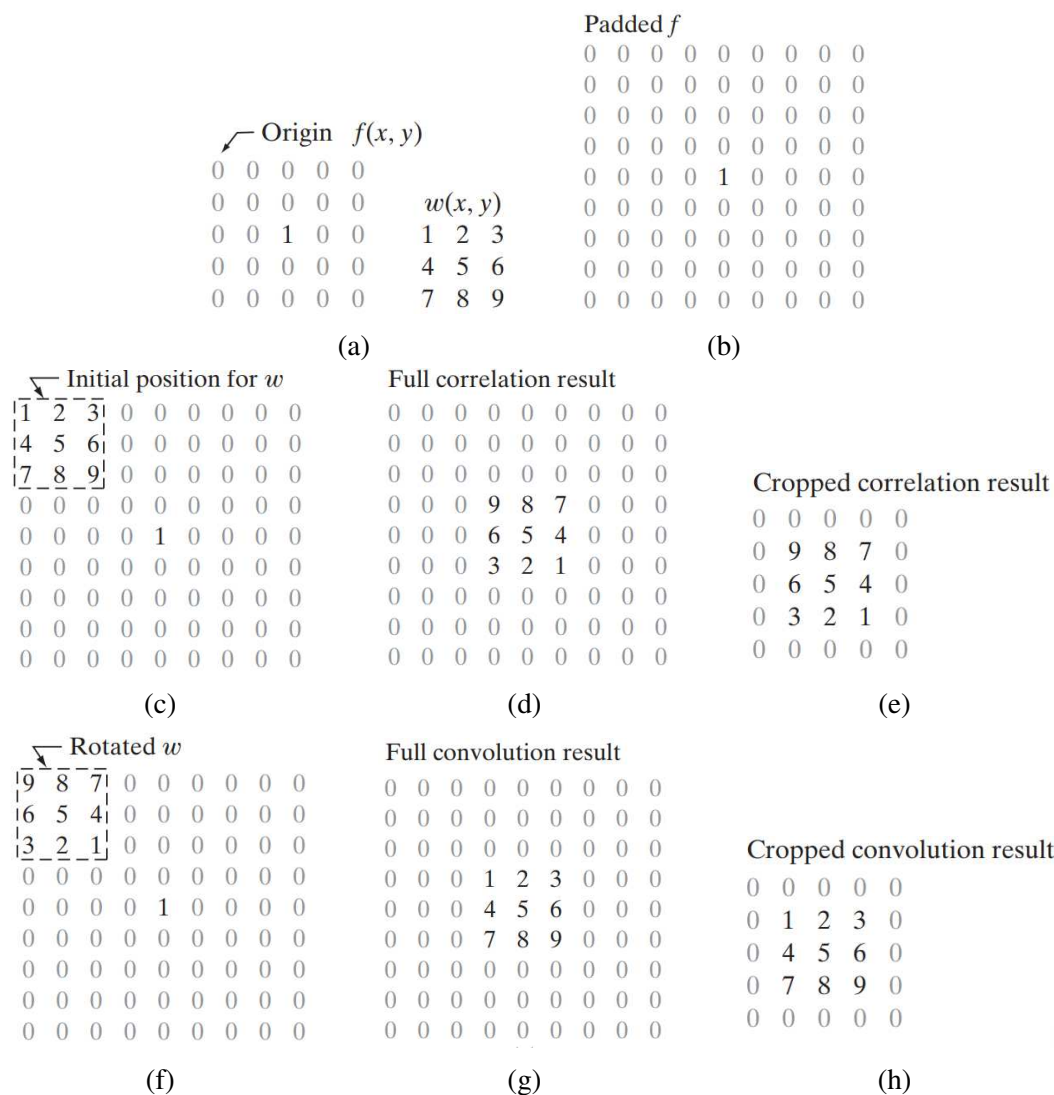 Padded f
0 0 0 0 0 0 0 0 0
0 0 0 0 0 0 0 0 0
0 0 0 0 0 0 0 0 0
Origin f(x, y)
0 0 0 0 0 0 0 0 0
0 0 0 0 0
0 0 0 0 1 0 0 0 0
0 0 0 0 0
w(x, y)
0 0 0 0 0 0 0 0 0
0 0 1 0 0
1 2 3
0 0 0 0 0 0 0 0 0
0 0 0 0 0
4 5 6
0 0 0 0 0 0 0 0 0
0 0 0 0 0
7 8 9
0 0 0 0 0 0 0 0 0
(a)
(b)
Initial position for w
1 2 3 0 0 0 0 0 0
4 5 6 0 0 0 0 0 0
7 8 9 0 0 0 0 0 0
0 0 0 0 0 0 0 0 0
0 0 0 0 1 0 0 0 0
0 0 0 0 0 0 0 0 0
0 0 0 0 0 0 0 0 0
0 0 0 0 0 0 0 0 0
0 0 0 0 0 0 0 0 0
(c)
Full correlation result
0 0 0 0 0 0 0 0 0
0 0 0 0 0 0 0 0 0
0 0 0 0 0 0 0 0 0
0 0 0 9 8 7 0 0 0
0 0 0 6 5 4 0 0 0
0 0 0 3 2 1 0 0 0
0 0 0 0 0 0 0 0 0
0 0 0 0 0 0 0 0 0
0 0 0 0 0 0 0 0 0
(d)
Cropped correlation result
0 0 0 0 0
0 9 8 7 0
0 6 5 4 0
0 3 2 1 0
0 0 0 0 0
(e)
Rotated w
9 8 7 0 0 0 0 0 0
6 5 4 0 0 0 0 0 0
3 2 1 0 0 0 0 0 0
0 0 0 0 0 0 0 0 0
0 0 0 0 1 0 0 0 0
0 0 0 0 0 0 0 0 0
0 0 0 0 0 0 0 0 0
0 0 0 0 0 0 0 0 0
0 0 0 0 0 0 0 0 0
(f)
Full convolution result
0 0 0 0 0 0 0 0 0
0 0 0 0 0 0 0 0 0
0 0 0 0 0 0 0 0 0
0 0 0 1 2 3 0 0 0
0 0 0 4 5 6 0 0 0
0 0 0 7 8 9 0 0 0
0 0 0 0 0 0 0 0 0
0 0 0 0 0 0 0 0 0
0 0 0 0 0 0 0 0 0
(g)
Cropped convolution result
0 0 0 0 0
0 1 2 3 0
0 4 5 6 0
0 7 8 9 0
0 0 0 0 0
(h)